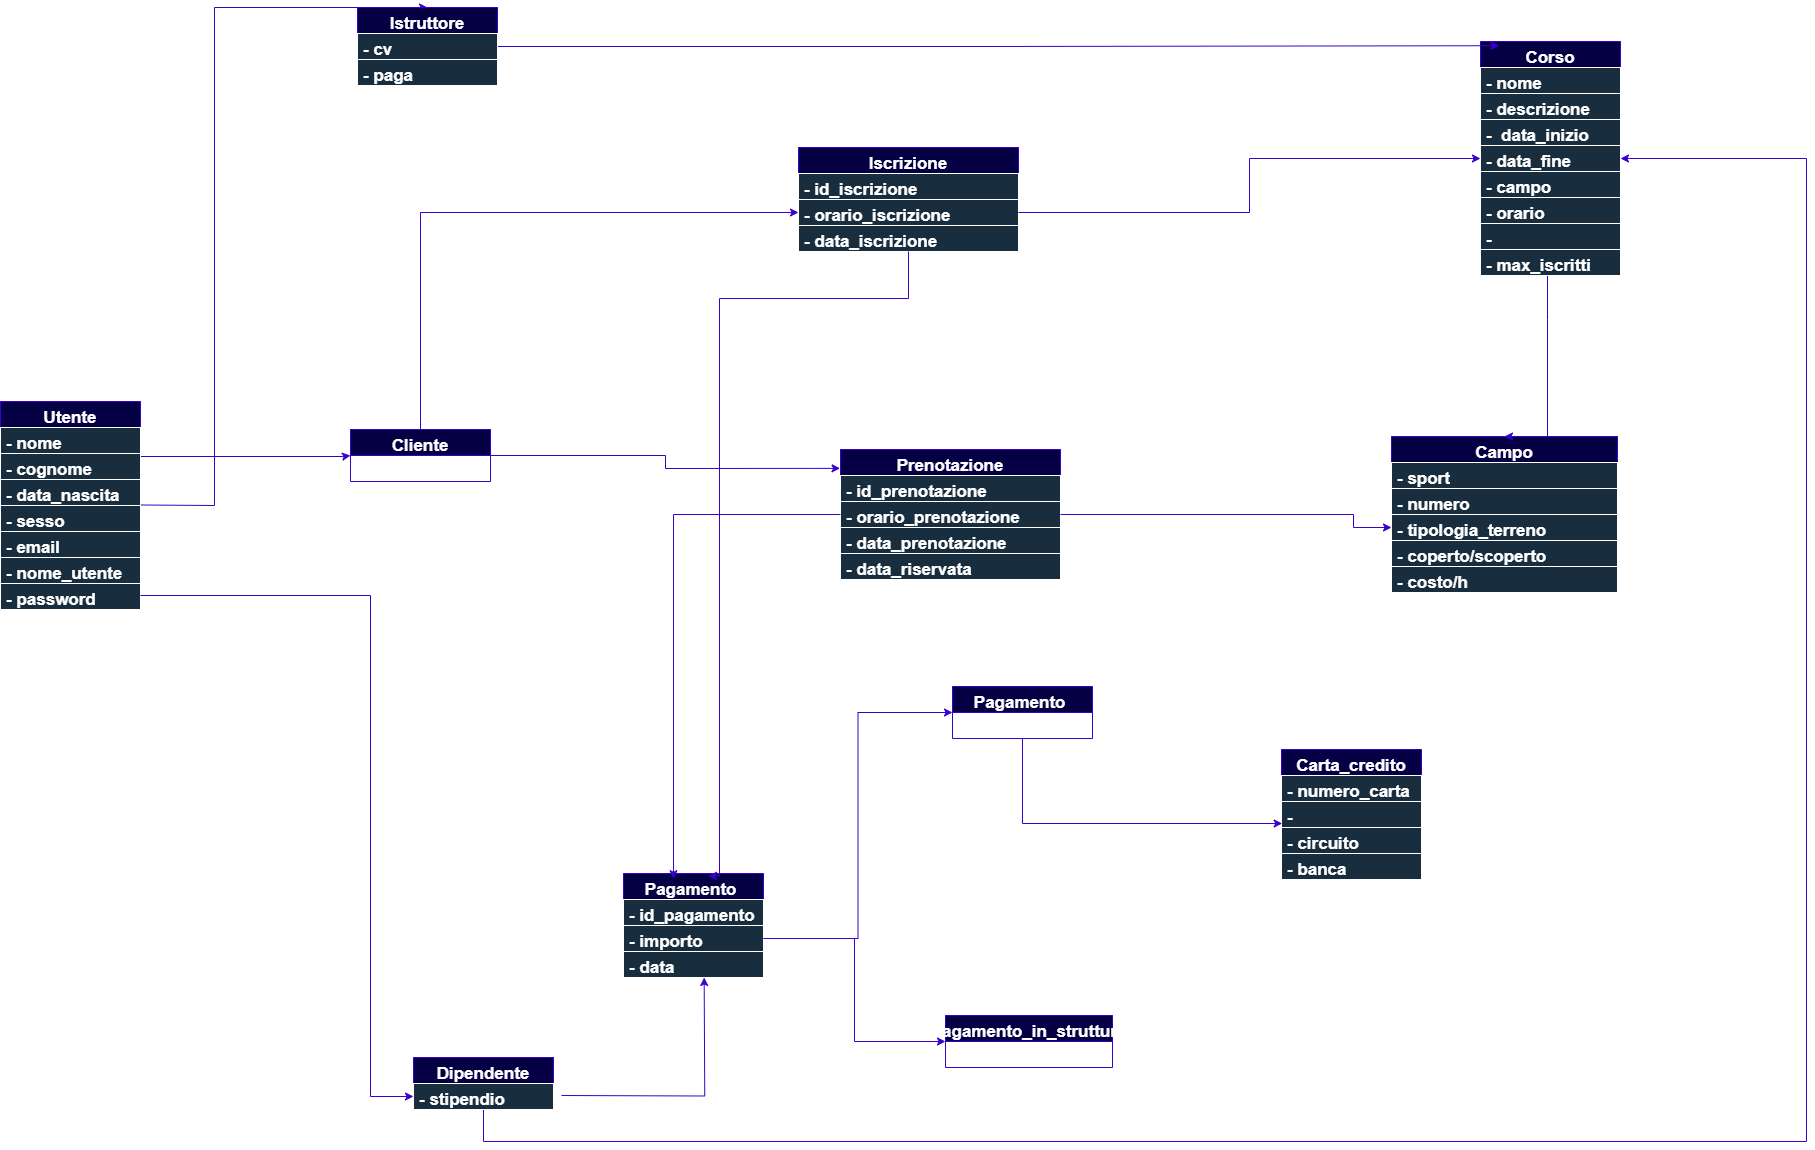 Istruttore
- cv
- paga
Corso
- nome
- descrizione
- data_inizio
- data_fine
- campo
- orario
-
- max_iscritti
Iscrizione
- id_iscrizione
- orario_iscrizione
- data_iscrizione
Utente
- nome
- cognome
- data_nascita
- sesso
- email
- nome_utente
- password
Cliente
Prenotazione
- id_prenotazione
- orario_prenotazione
- data_prenotazione
- data_riservata
Campo
- sport
- numero
- tipologia_terreno
- coperto/scoperto
- costo/h
Pagamento
Carta_credito
- numero_carta
-
- circuito
- banca
Pagamento
- id_pagamento
- importo
- data
agamento_in_struttur
Dipendente
- stipendio